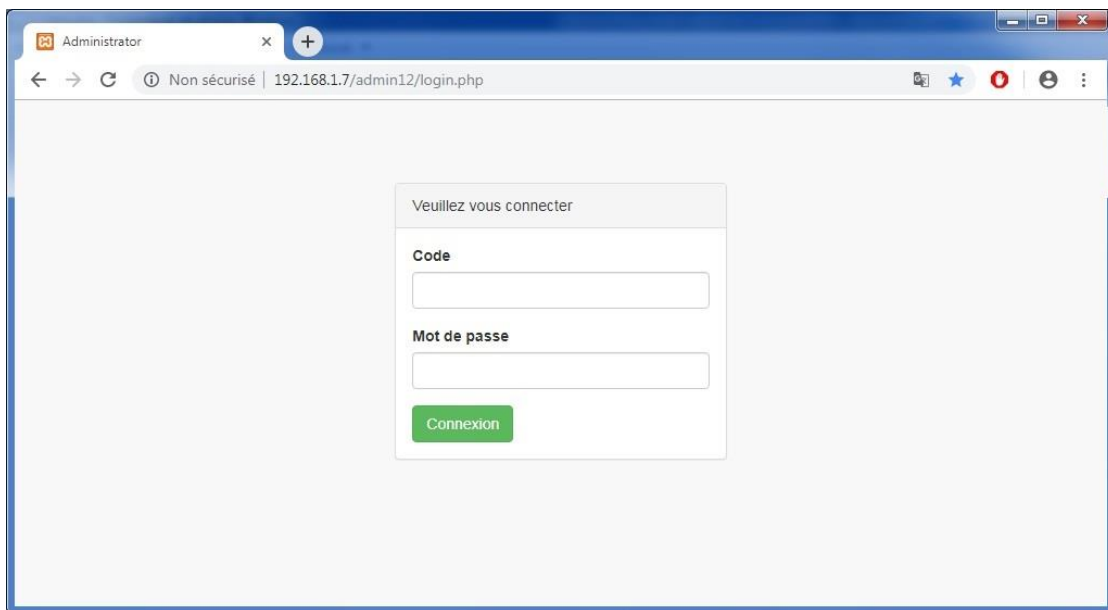 Administrator
Non sécurisé | 192.168.1.7/admin12/login.php
Veuillez vous connecter
Code
Mot de passe
Connexion